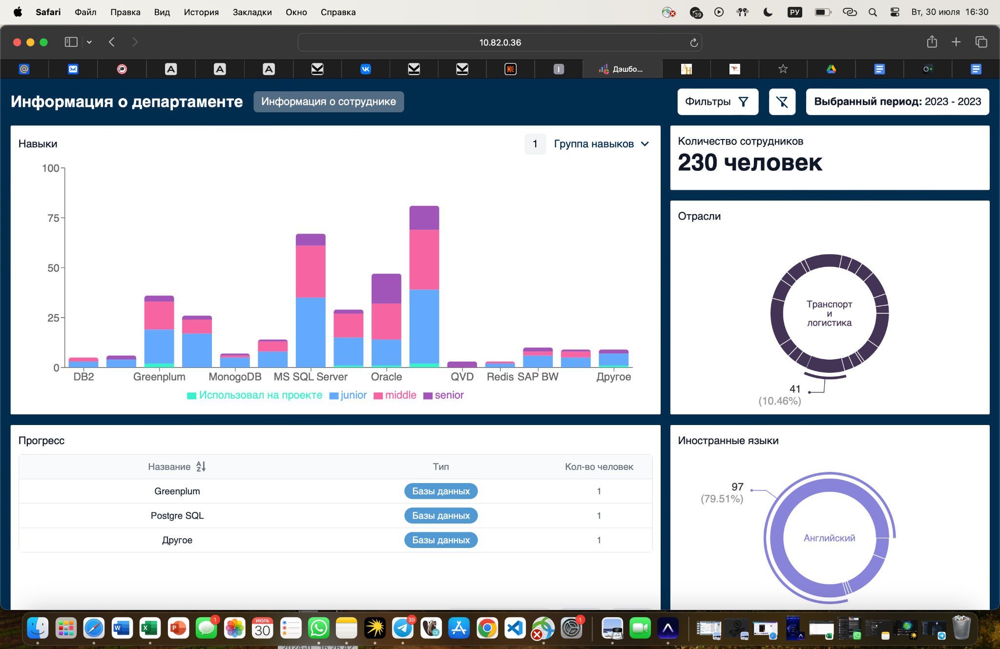 Safari Файл Правка Вид История Закладки Окно Справка 39 РУ Вт, 30 июля 16:30
10.82.0.36
Дэшбо...
Информация о департаменте Информация о сотруднике Фильтры Выбранный период: 2023 - 2023
Навыки 1 Группа навыков
100
75
50
25
0
DB2 Greenplum MonogoDB MS SQL Server Oracle QVD Redis SAP BW Другое
Использовал на проекте junior middle senior
Количество сотрудников
230 человек
Отрасли
Транспорт
и
логистика
41
(10.46%)
Прогресс
Название Тип Кол-во человек
Greenplum Базы данных 1
Postgre SQL Базы данных 1
Другое Базы данных 1
Иностранные языки
97
(79.51%)
Английский
1 ИЮЛЬ 30 39 CE 1